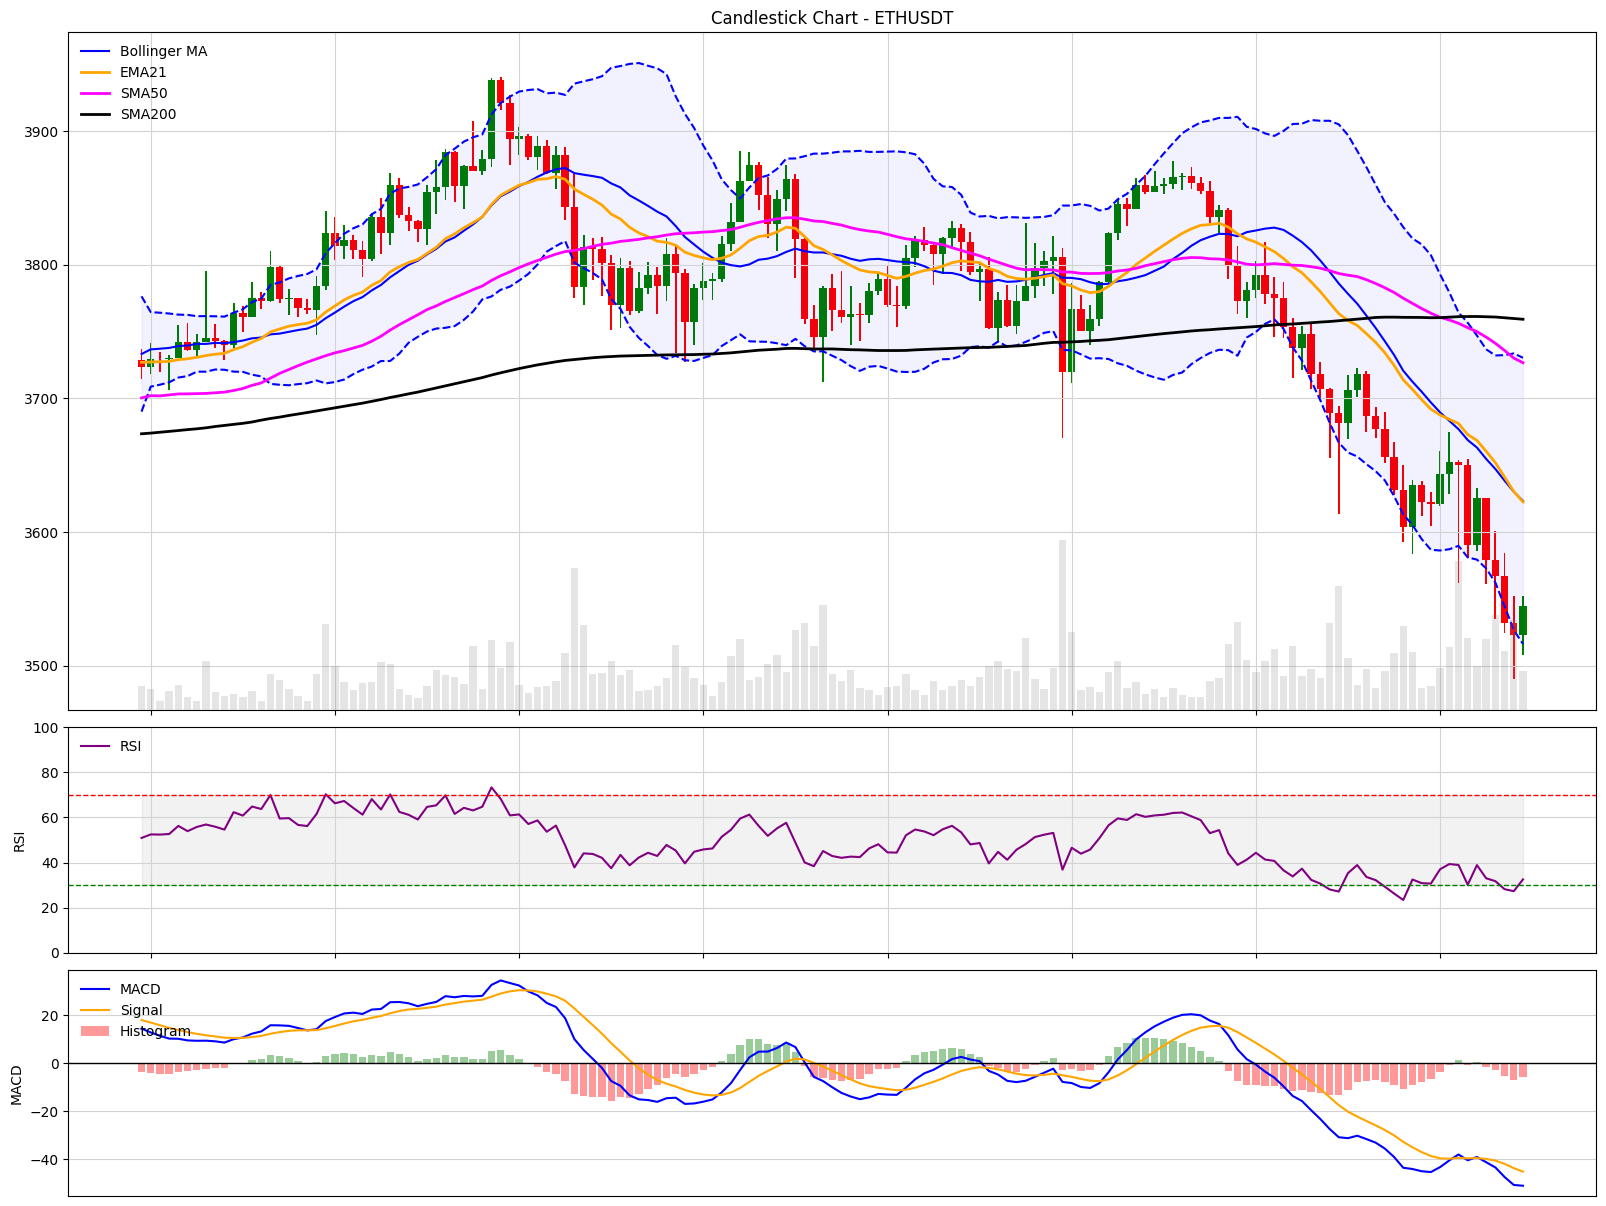 Candlestick Chart - ETHUSDT
Bollinger MA
EMA21
SMA50
SMA200
3900
3800
3700
3600
3500
100
80
60
40
20
0
RSI
RSI
20
0
−20
−40
MACD
MACD
Signal
Histogram